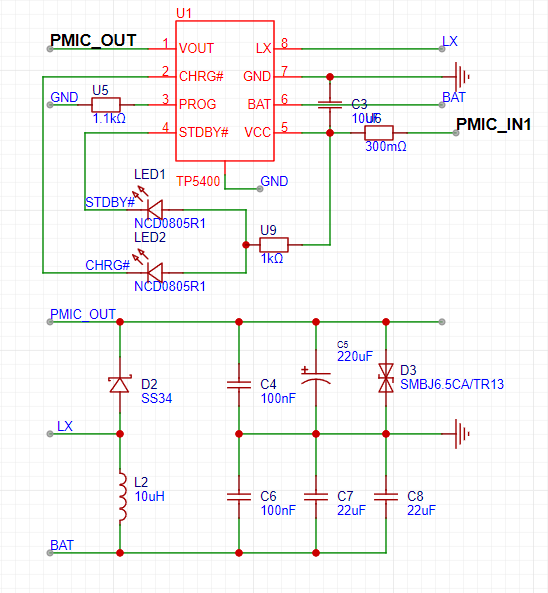 U1
PMIC_OUT
1
VOUT
LX
8
LX
2
CHRG#
GND
7
GND
U5
3
PROG
BAT
6
C3
BAT
1.1kΩ
10uF
U6
PMIC_IN1
4
STDBY#
VCC
5
300mΩ
TP5400
GND
LED1
STDBY#
NCD0805R1
LED2
U9
1kΩ
CHRG#
NCD0805R1
PMIC_OUT
C5
220uF
D2
SS34
C4
100nF
D3
SMBJ6.5CA/TR13
LX
L2
10uH
C6
100nF
C7
22uF
C8
22uF
BAT